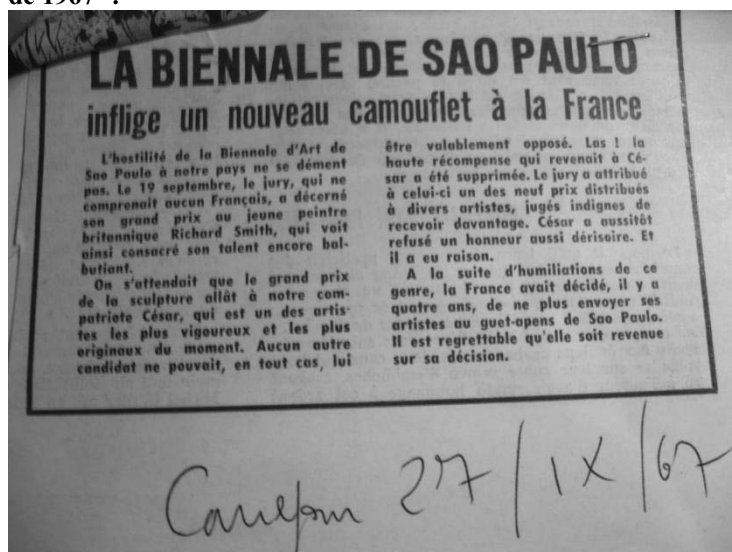 de 1967 ?
LA BIENNALE DE SAO PAULO
inflige un nouveau camouflet à la France
L'hostilité de la Biennale d'Art de
Sao Paulo à notre pays ne se dément
pas. Le 19 septembre, le jury, qui ne
comprenait aucun Français, a décerné
son grand prix au jeune peintre
britannique Richard Smith, qui voit
ainsi consacré son talent encore bal-
butiant.
On s'attendait que le grand prix
de la sculpture allât à notre com-
patriote César, qui est un des artis-
tes les plus vigoureux et les plus
originaux du moment. Aucun autre
candidat ne pouvait, en tout cas, lui
être valablement opposé. Las ! la
haute récompense qui revenait à Cé-
sar a été supprimée. Le jury a attribué
à celui-ci un des neuf prix distribués
à divers artistes, jugés indignes de
recevoir davantage. César a aussitôt
refusé un honneur aussi dérisoire. Et
il a eu raison.
A la suite d'humiliations de ce
genre, la France avait décidé, il y a
quatre ans, de ne plus envoyer ses
artistes au guet-apens de Sao Paulo.
Il est regrettable qu'elle soit revenue
sur sa décision.
27/IX/67